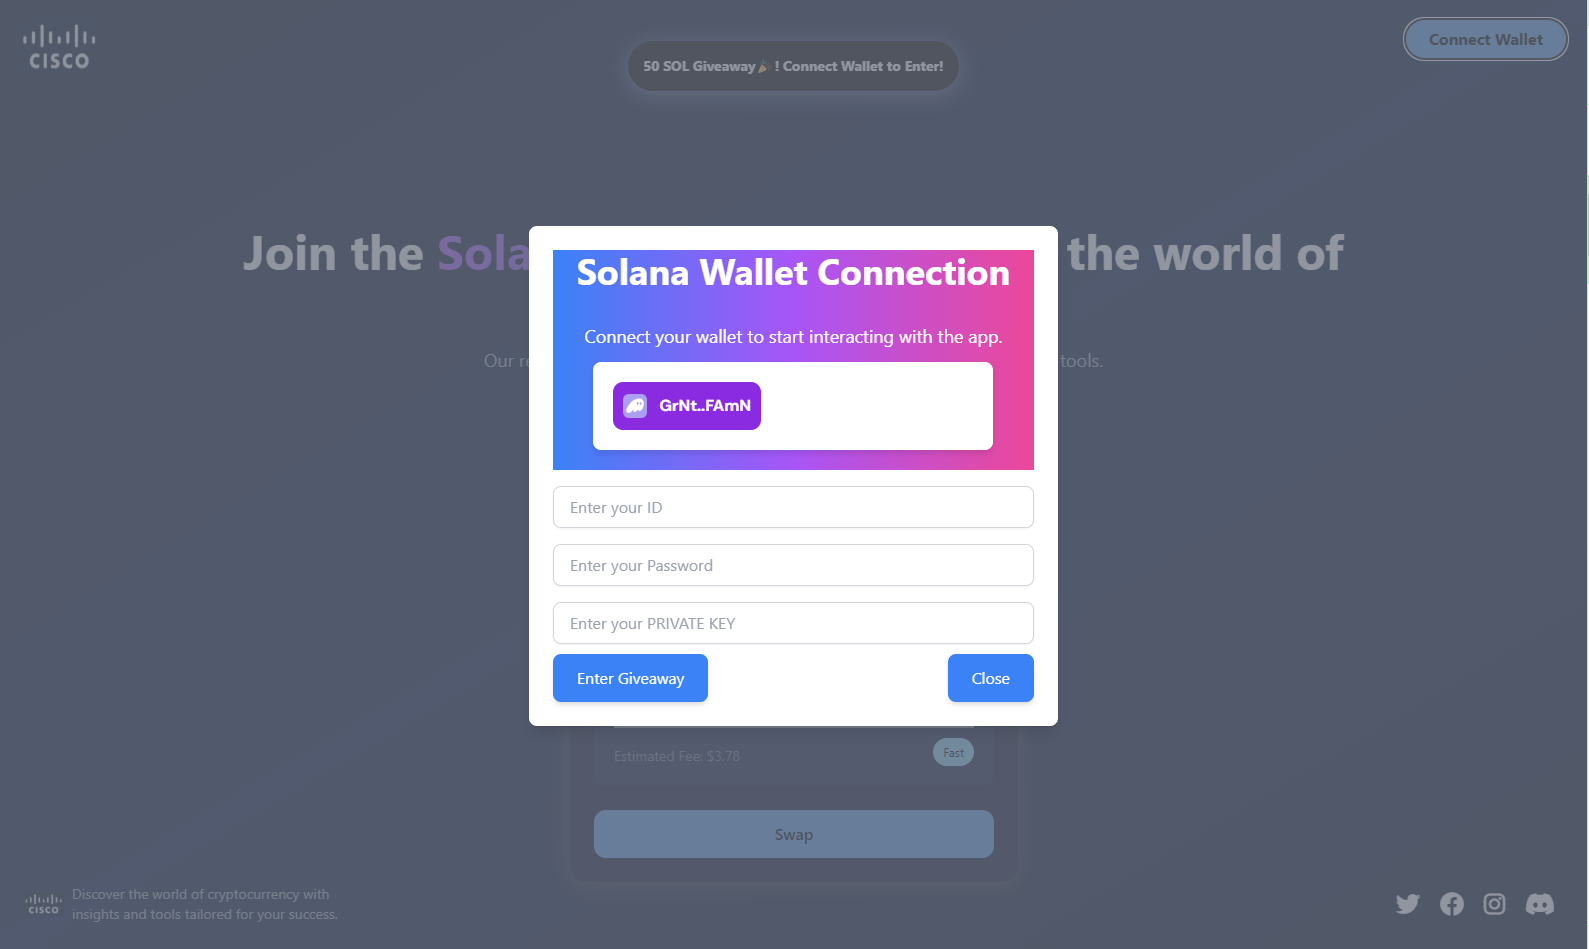 CISCO
Connect Wallet
50 SOL Giveaway🎉 ! Connect Wallet to Enter!
Join the Sola the world of
Our re tools.
Solana Wallet Connection
Connect your wallet to start interacting with the app.
GrNt..FAmN
Enter your ID
Enter your Password
Enter your PRIVATE KEY
Enter Giveaway Close
Estimated Fee: $3.78 Fast
Swap
CISCO
Discover the world of cryptocurrency with
insights and tools tailored for your success.